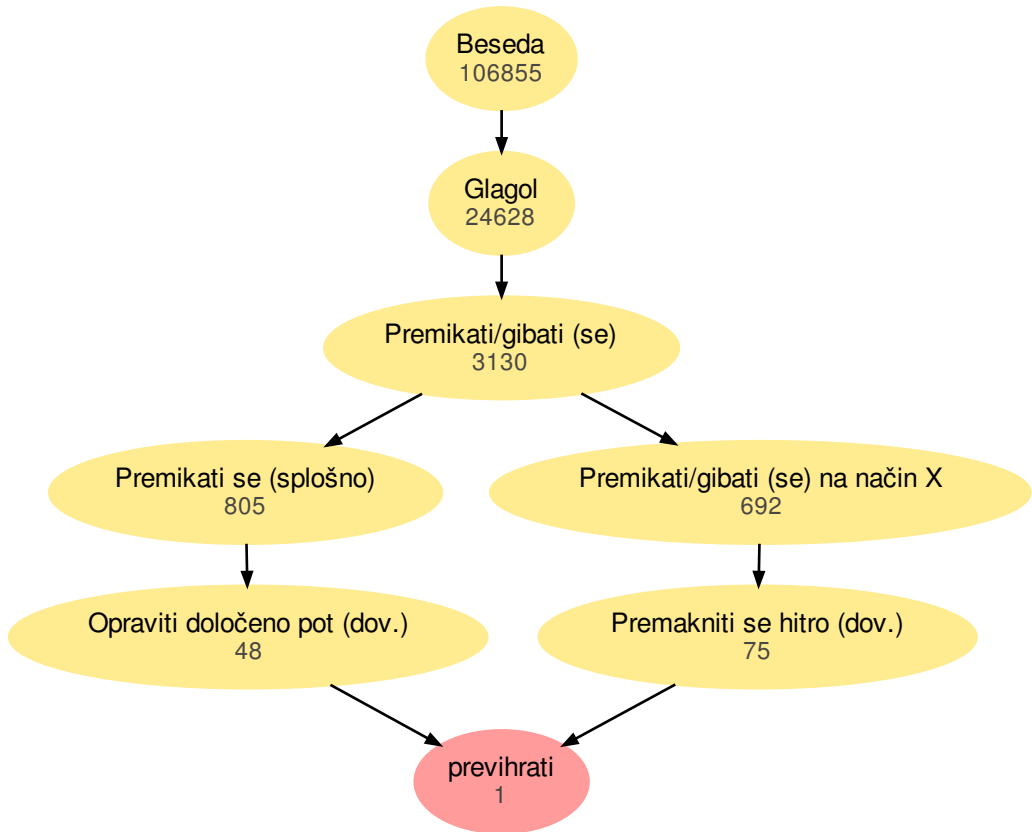 Beseda
106855
Glagol
24628
Premikati/gibati (se)
3130
Premikati se (splošno)
805
Premikati/gibati (se) na način X
692
Opraviti določeno pot (dov.)
48
Premakniti se hitro (dov.)
75
previhrati
1